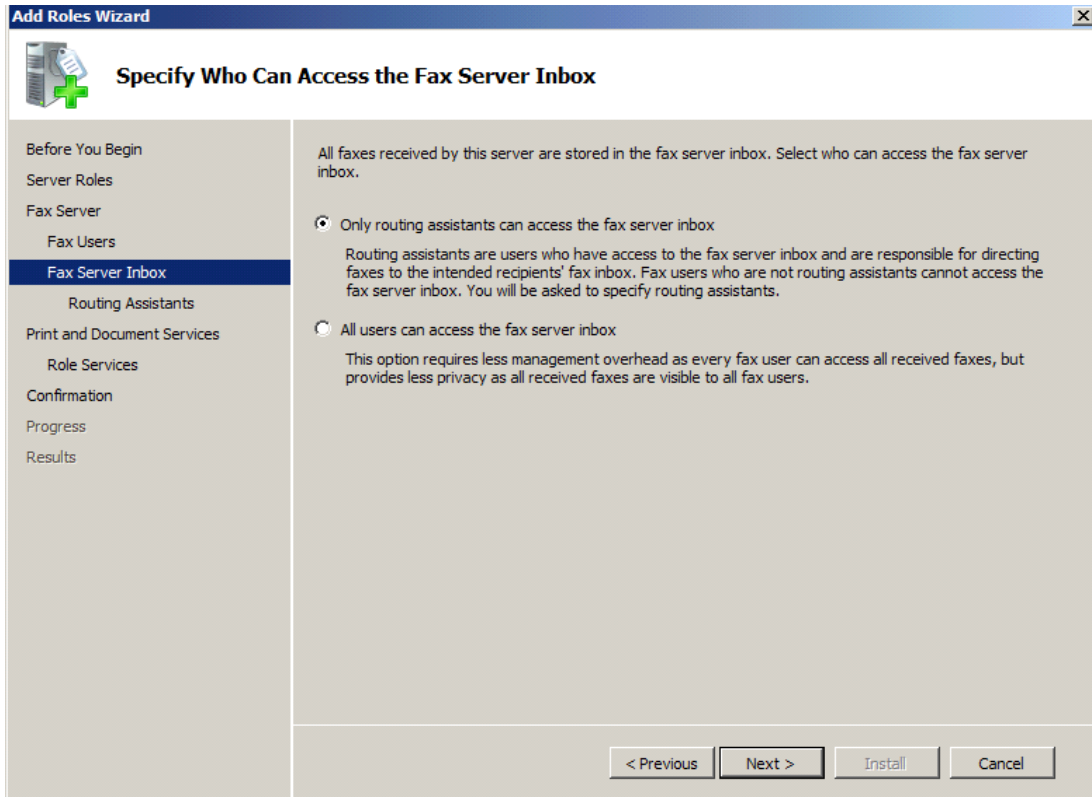 Add Roles Wizard
Specify Who Can Access the Fax Server Inbox
Before You Begin
Server Roles
Fax Server
Fax Users
Fax Server Inbox
Routing Assistants
Print and Document Services
Role Services
Confirmation
Progress
Results
All faxes received by this server are stored in the fax server inbox. Select who can access the fax server
inbox.
Only routing assistants can access the fax server inbox
Routing assistants are users who have access to the fax server inbox and are responsible for directing
faxes to the intended recipients' fax inbox. Fax users who are not routing assistants cannot access the
fax server inbox. You will be asked to specify routing assistants.
All users can access the fax server inbox
This option requires less management overhead as every fax user can access all received faxes, but
provides less privacy as all received faxes are visible to all fax users.
< Previous
Next >
Install
Cancel